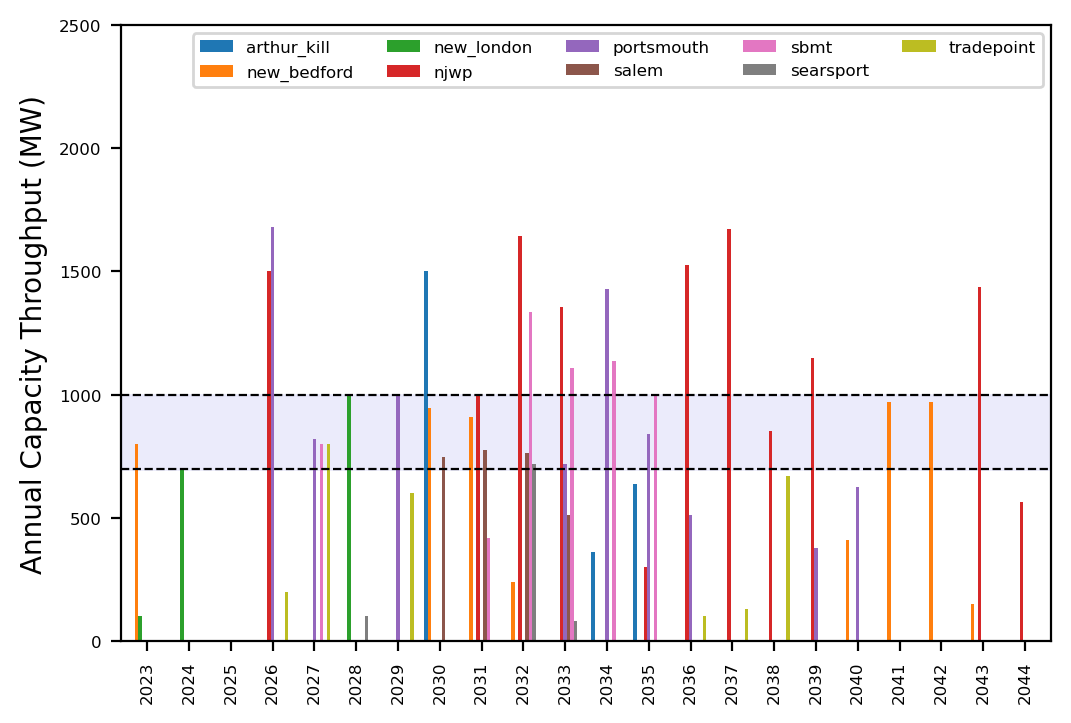 Annual Capacity Throughput (MW)
2500
2000
1500
1000
500
0
arthur_kill
new_bedford
new_london
njwp
portsmouth
salem
sbmt
searsport
tradepoint
2023
2024
2025
2026
2027
2028
2029
2030
2031
2032
2033
2034
2035
2036
2037
2038
2039
2040
2041
2042
2043
2044